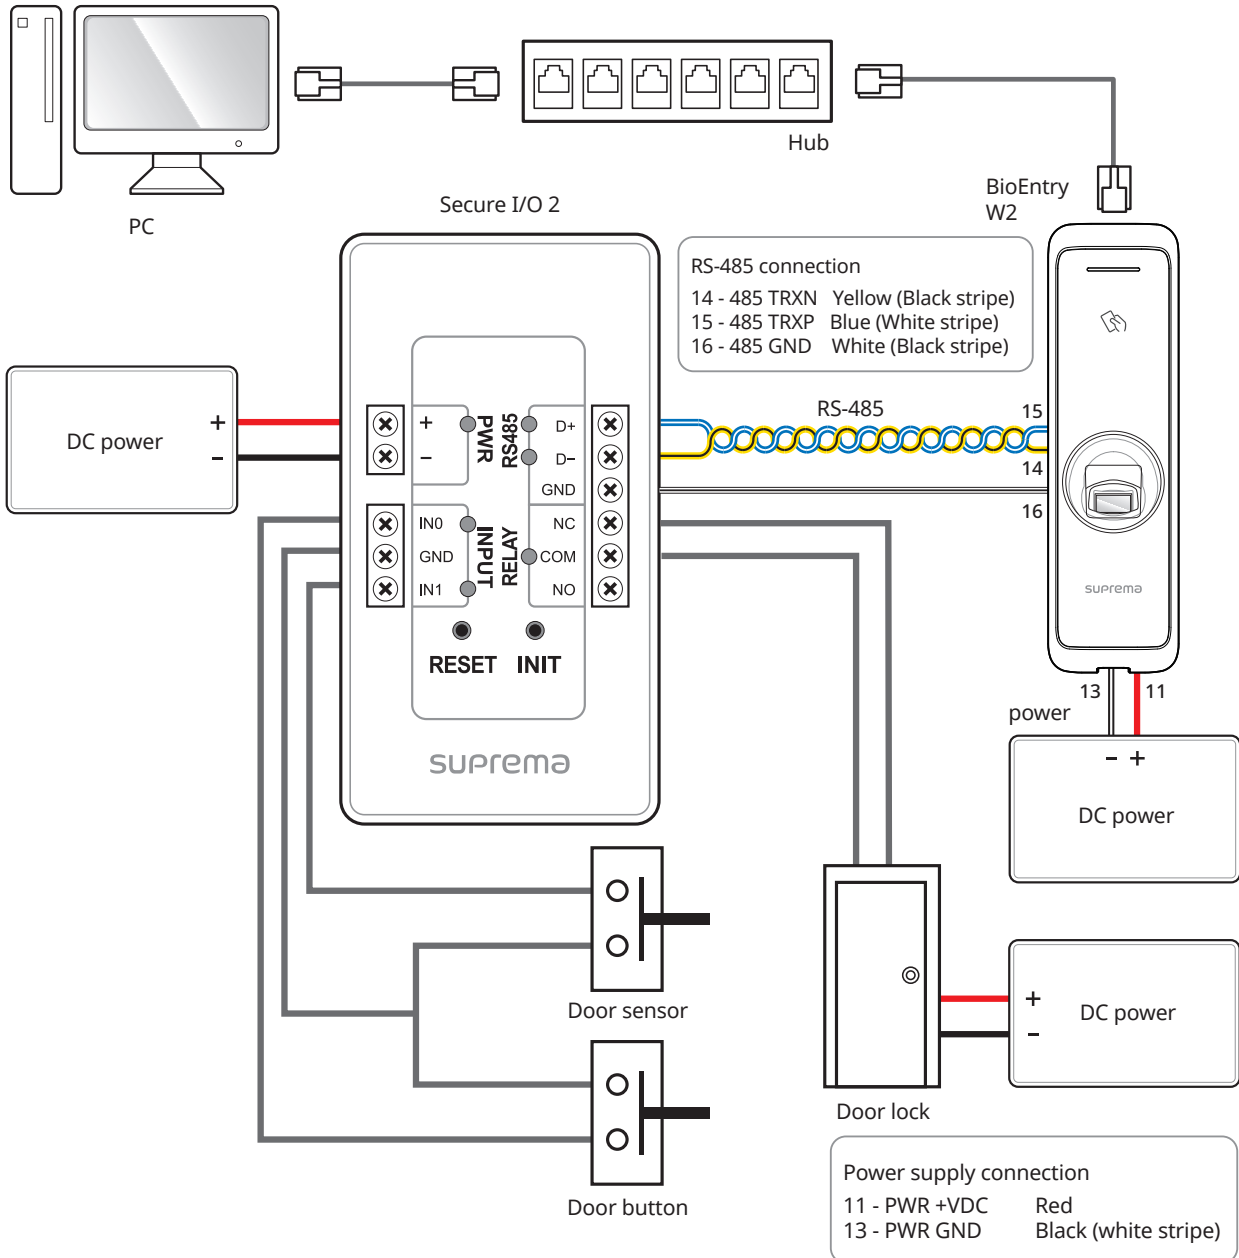 PC
Hub
BioEntry
W2
Secure I/O 2
RS-485 connection
14 - 485 TRXN Yellow (Black stripe)
15 - 485 TRXP Blue (White stripe)
16 - 485 GND White (Black stripe)
DC power
+
−
+
−
PWR
RS485
D+
D−
GND
IN0
GND
IN1
INPUT
RELAY
NC
COM
NO
RESET INIT
suprema
RS-485
15
14
16
suprema
13
11
power
− +
DC power
Door sensor
Door button
Door lock
+
−
DC power
Power supply connection
11 - PWR +VDC Red
13 - PWR GND Black (white stripe)